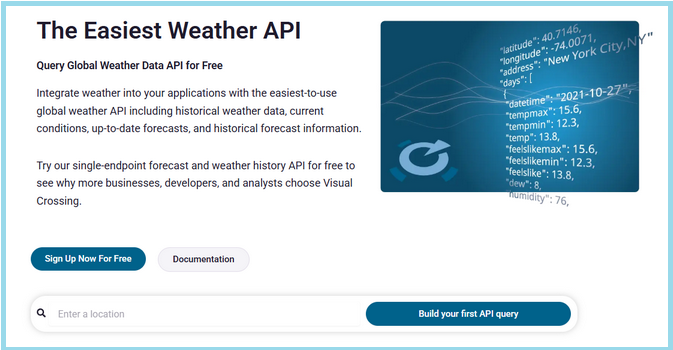 The Easiest Weather API
Query Global Weather Data API for Free
Integrate weather into your applications with the easiest-to-use
global weather API including historical weather data, current
conditions, up-to-date forecasts, and historical forecast information.
Try our single-endpoint forecast and weather history API for free to
see why more businesses, developers, and analysts choose Visual
Crossing.
Sign Up Now For Free
Documentation
Enter a location
Build your first API query
"latitude": 40.7146,
"longitude": -74.0071,
"address": "New York City,NY"
"days": [
{
"datetime": "2021-10-27",
"tempmax": 15.6,
"tempmin": 12.3,
"temp": 13.8,
"feelslikemax": 15.6,
"feelslikemin": 12.3,
"feelslike": 13.8,
"dew": 8,
"humidity": 76,